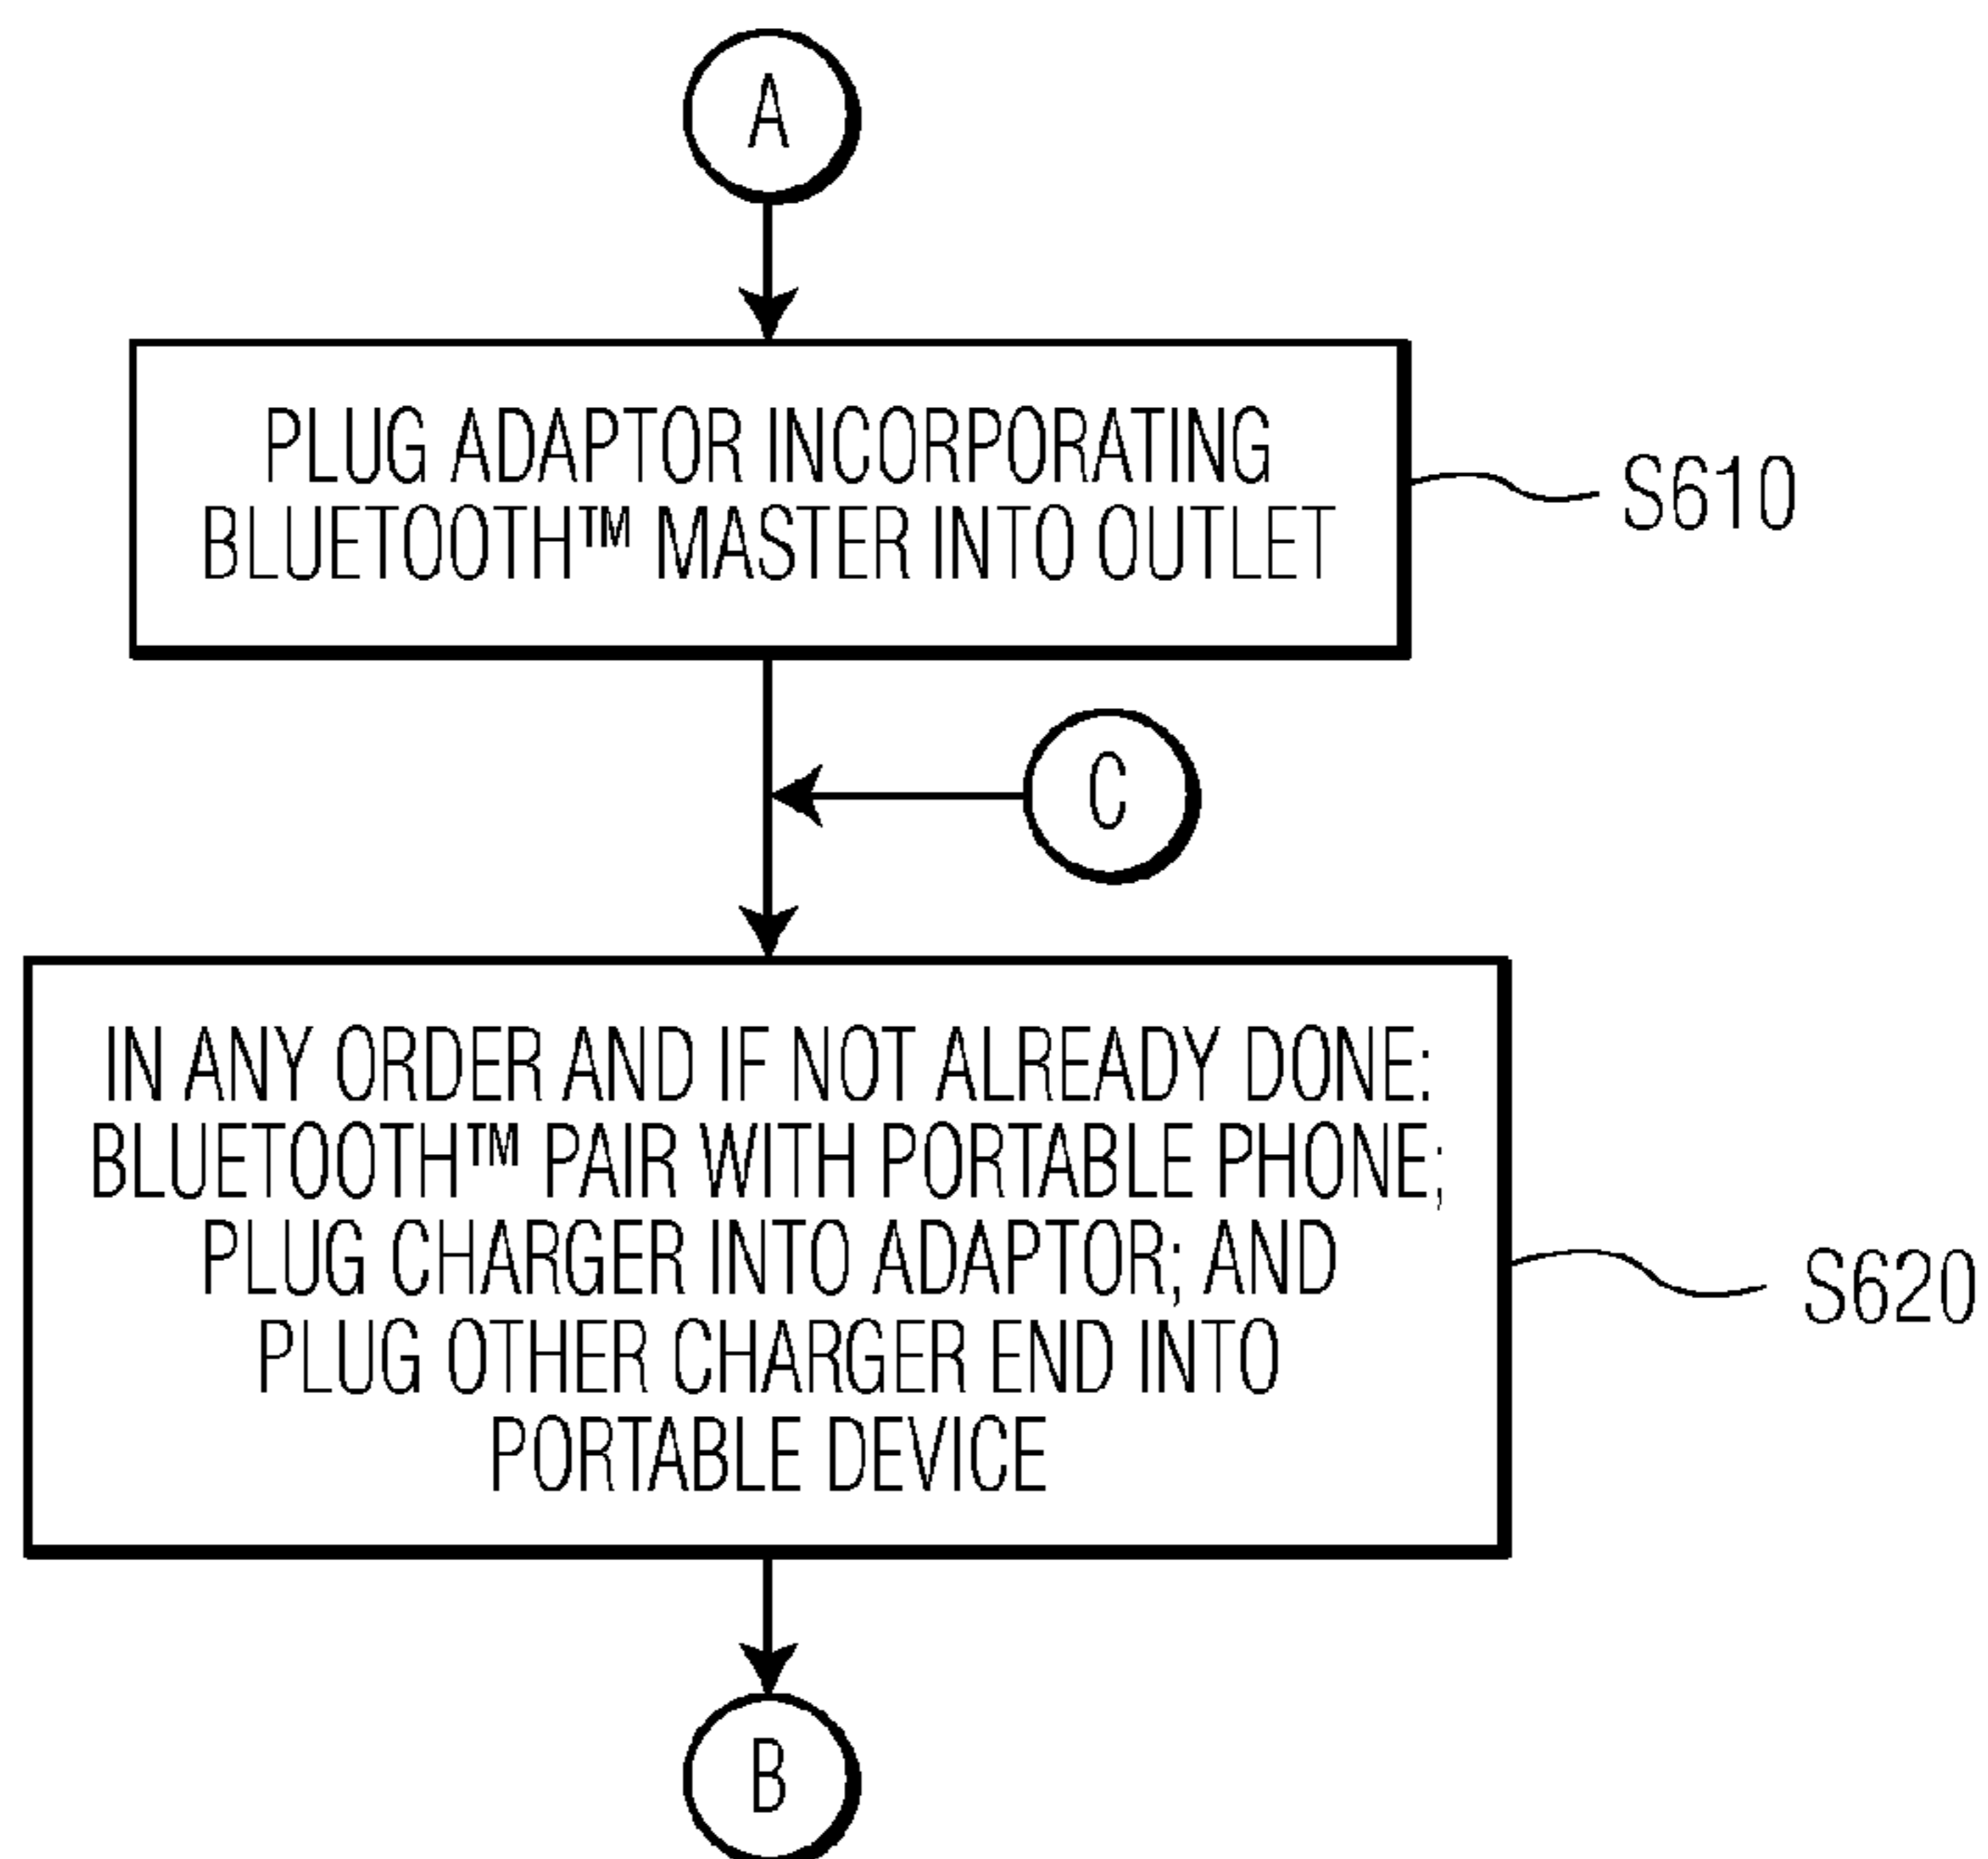 A
PLUG ADAPTOR INCORPORATING
BLUETOOTH™ MASTER INTO OUTLET
S610
C
IN ANY ORDER AND IF NOT ALREADY DONE:
BLUETOOTH™ PAIR WITH PORTABLE PHONE;
PLUG CHARGER INTO ADAPTOR; AND
PLUG OTHER CHARGER END INTO
PORTABLE DEVICE
S620
B